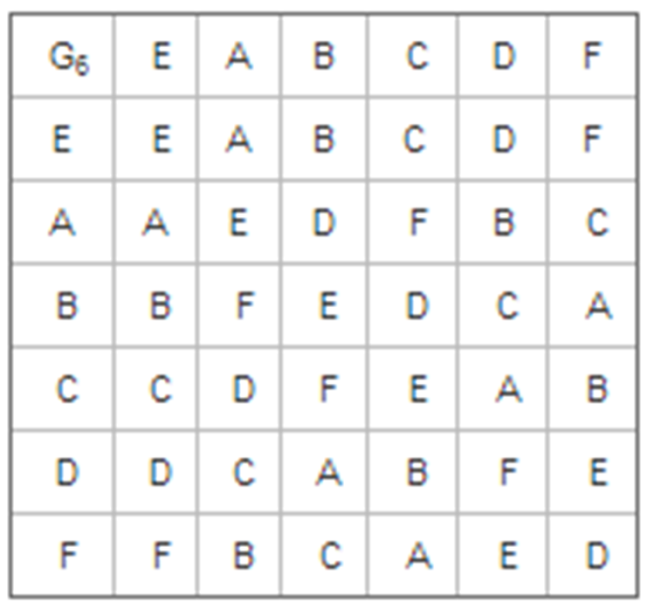 G₆ E A B C D F
E E A B C D F
A A E D F B C
B B F E D C A
C C D F E A B
D D C A B F E
F F B C A E D